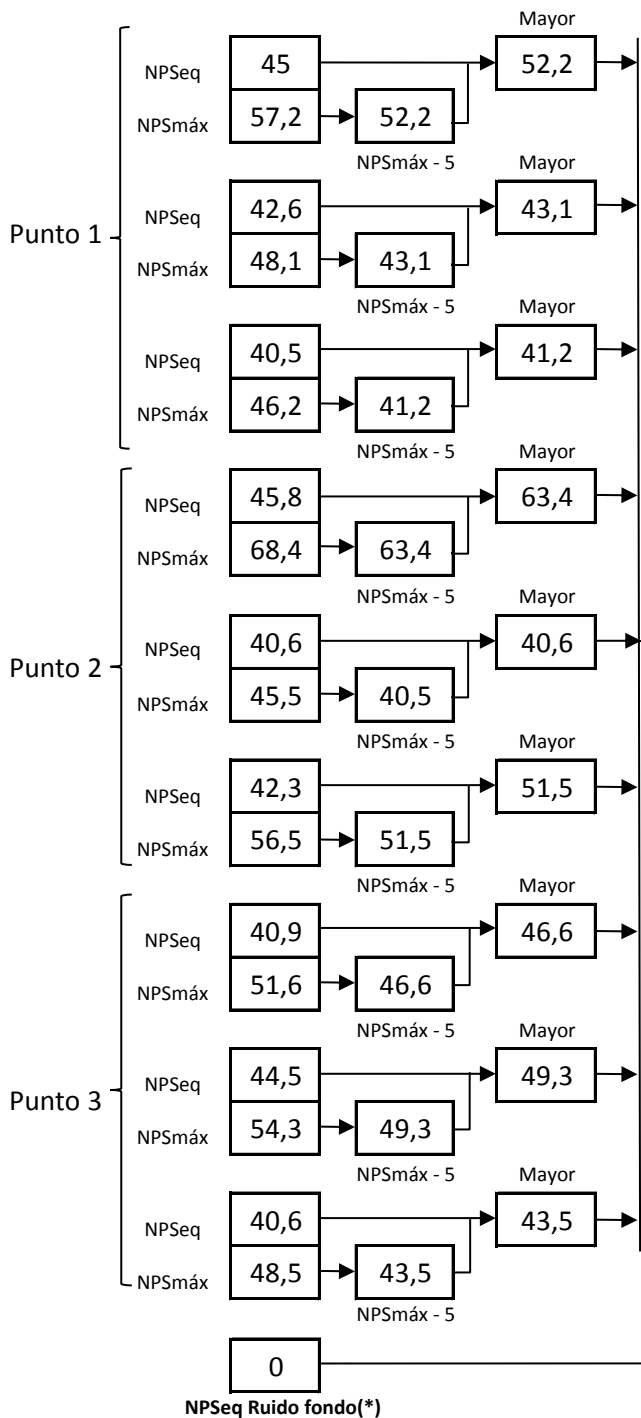 Mayor
NPSeq 45 52,2
NPSmáx 57,2 52,2
NPSmáx - 5
Mayor
Punto 1
NPSeq 42,6 43,1
NPSmáx 48,1 43,1
NPSmáx - 5
Mayor
NPSeq 40,5 41,2
NPSmáx 46,2 41,2
NPSmáx - 5
Mayor
NPSeq 45,8 63,4
NPSmáx 68,4 63,4
NPSmáx - 5
Mayor
Punto 2
NPSeq 40,6 40,6
NPSmáx 45,5 40,5
NPSmáx - 5
Mayor
NPSeq 42,3 51,5
NPSmáx 56,5 51,5
NPSmáx - 5
Mayor
NPSeq 40,9 46,6
NPSmáx 51,6 46,6
NPSmáx - 5
Mayor
Punto 3
NPSeq 44,5 49,3
NPSmáx 54,3 49,3
NPSmáx - 5
Mayor
NPSeq 40,6 43,5
NPSmáx 48,5 43,5
NPSmáx - 5
0
NPSeq Ruido fondo(*)